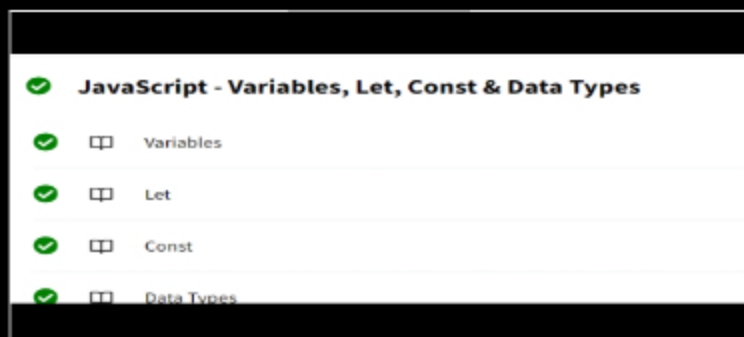 JavaScript - Variables, Let, Const & Data Types
Variables
Let
Const
Data Types